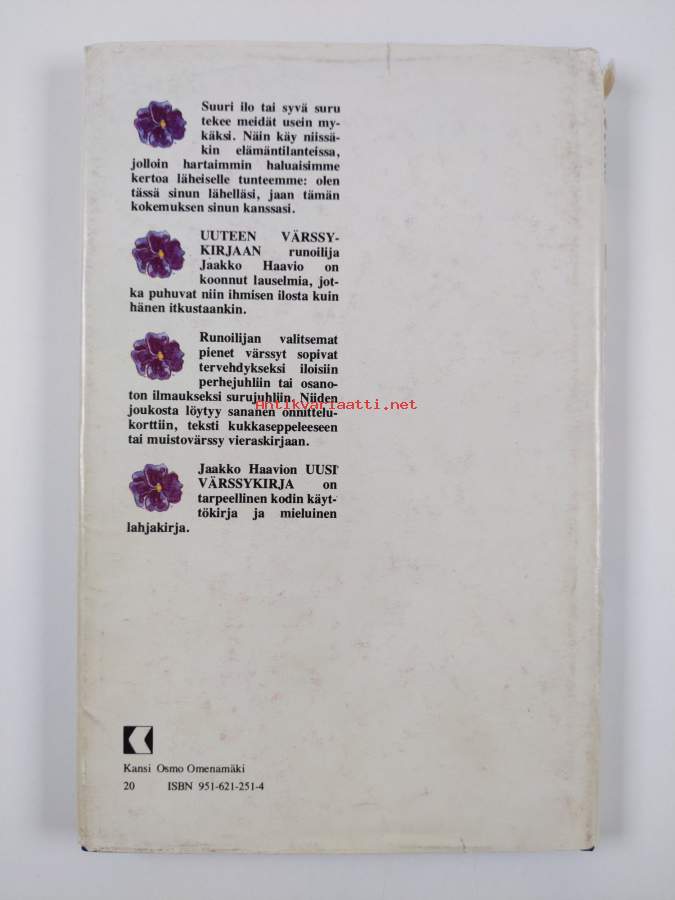 Suuri ilo tai syvä suru
tekee meidät usein my-
käksi. Näin käy niissä-
kin elämäntilanteissa,
jolloin hartaimmin haluaisimme
kertoa läheiselle tunteemme: olen
tässä sinun lähelläsi, jaan tämän
kokemuksen sinun kanssasi.
UUTEEN VÄRSSY-
KIRJAAN runoilija
Jaakko Haavio on
koonnut lauselmia, jot-
ka puhuvat niin ihmisen ilosta kuin
hänen itkustaankin.
Runoilijan valitsemat
pienet värssyt sopivat
tervehdykseksi iloisiin
perhejuhliin tai osano-
ton ilmaukseksi surujuhliin. Niiden
joukosta löytyy sananen onnittelu-
korttiin, teksti kukkaseppeleeseen
tai muistovärssy vieraskirjaan.
Antikvariaatti.net
Jaakko Haavion UUSI
VÄRSSYKIRJA on
tarpeellinen kodin käyt-
tökirja ja mieluinen
lahjakirja.
Kansi Osmo Omenamäki
20 ISBN 951-621-251-4